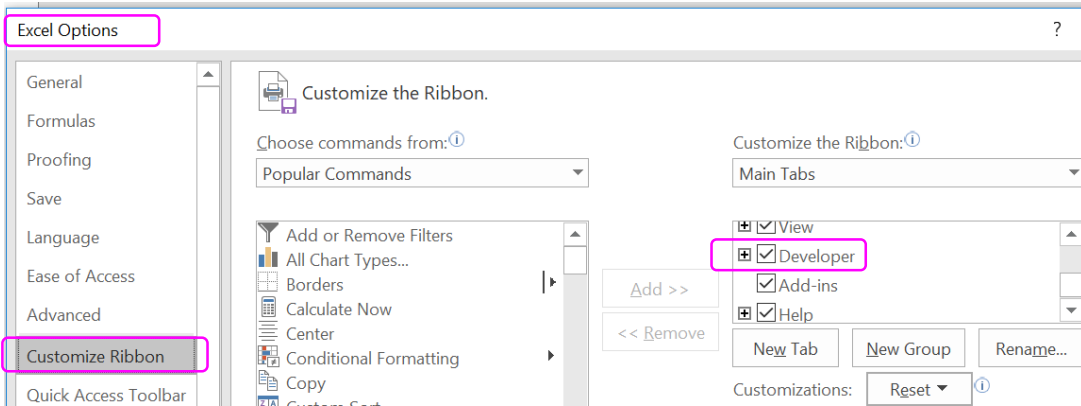 Excel Options
?
General
Formulas
Proofing
Save
Language
Ease of Access
Advanced
Customize Ribbon
Quick Access Toolbar
Customize the Ribbon.
Choose commands from:
Popular Commands
Add or Remove Filters
All Chart Types...
Borders
Calculate Now
Center
Conditional Formatting
Copy
Custom Sort...
Add >>
<< Remove
Customize the Ribbon:
Main Tabs
View
Developer
Add-ins
Help
New Tab
New Group
Rename...
Customizations:
Reset